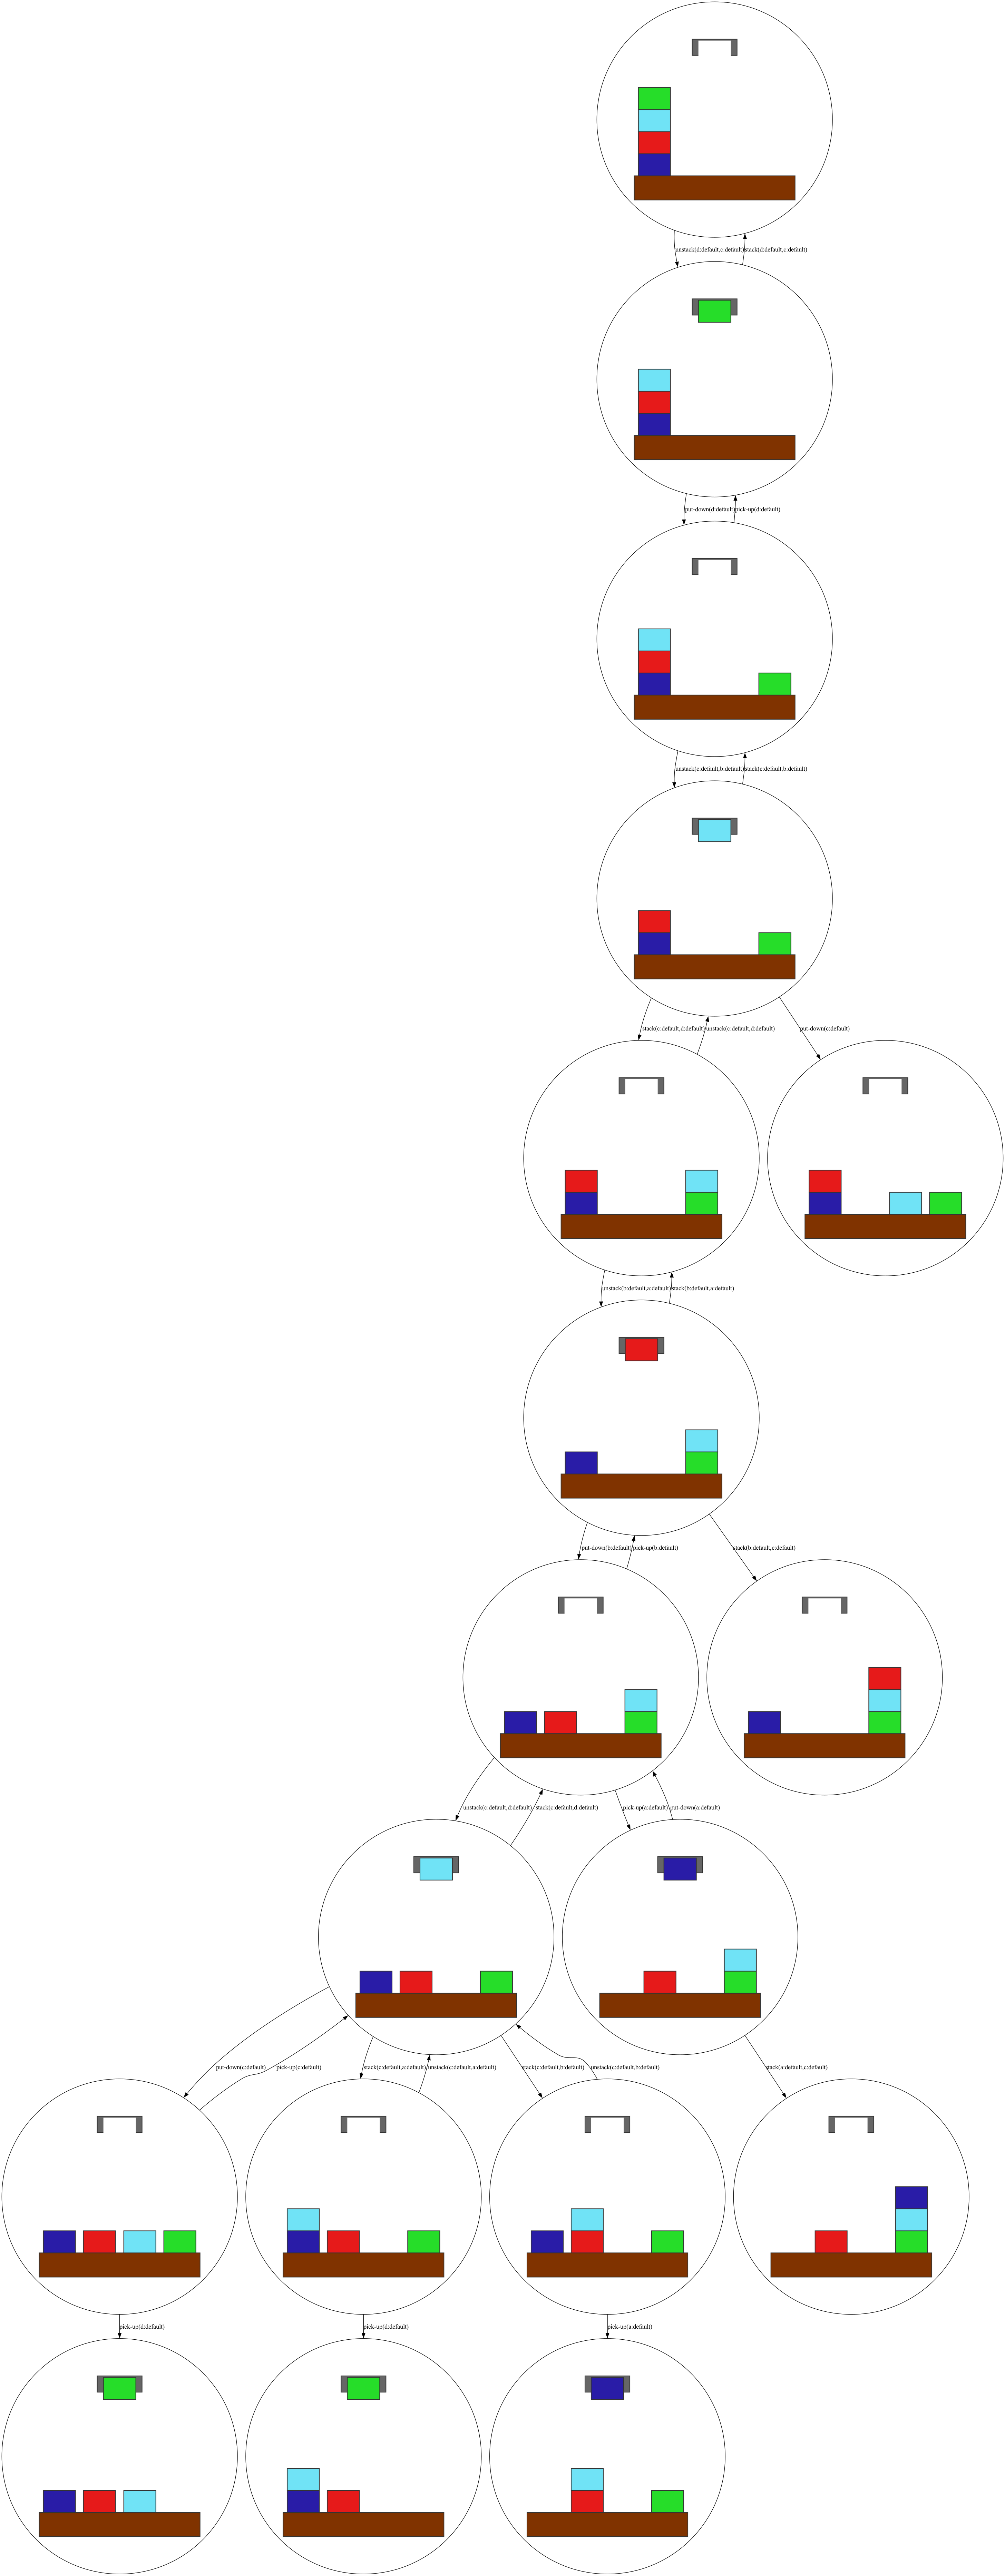 unstack(d:default,c:default)
stack(d:default,c:default)
put-down(d:default)
pick-up(d:default)
unstack(c:default,b:default)
stack(c:default,b:default)
stack(c:default,d:default)
unstack(c:default,d:default)
put-down(c:default)
unstack(b:default,a:default)
stack(b:default,a:default)
put-down(b:default)
pick-up(b:default)
stack(b:default,c:default)
unstack(c:default,d:default)
stack(c:default,d:default)
pick-up(a:default)
put-down(a:default)
put-down(c:default)
pick-up(c:default)
stack(c:default,a:default)
unstack(c:default,a:default)
stack(c:default,b:default)
unstack(c:default,b:default)
stack(a:default,c:default)
pick-up(d:default)
pick-up(d:default)
pick-up(a:default)